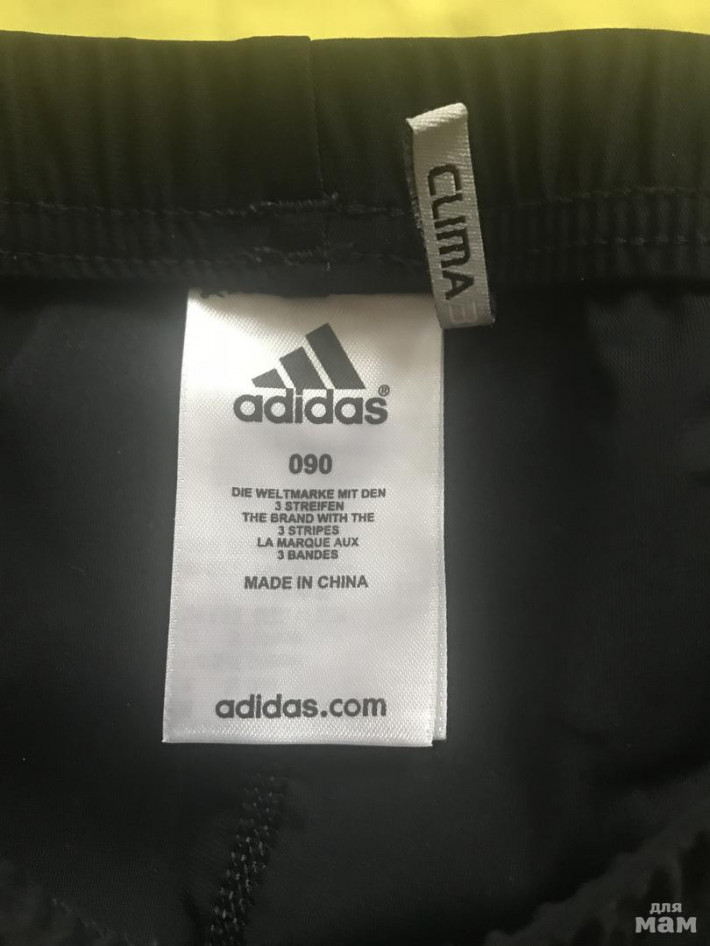 CLIMA 3
adidas®
090
DIE WELTMARKE MIT DEN
3 STREIFEN
THE BRAND WITH THE
3 STRIPES
LA MARQUE AUX
3 BANDES
MADE IN CHINA
adidas.com
для
мам